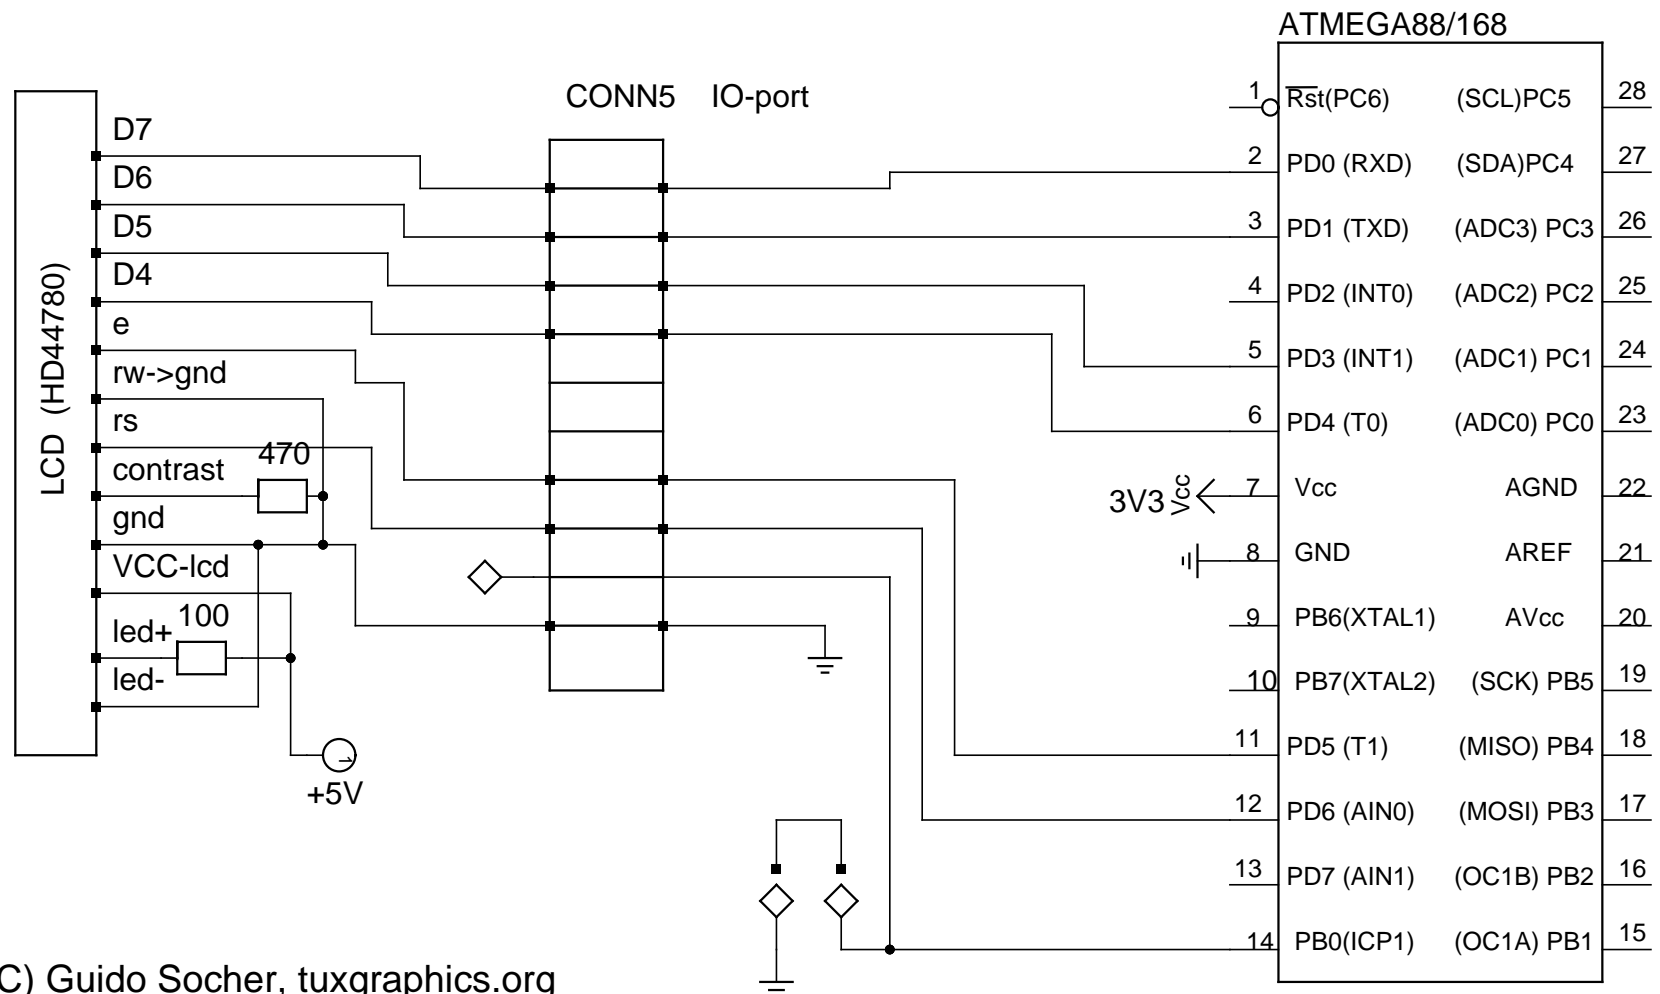 ATMEGA88/168
CONN5 IO-port
LCD (HD44780)
D7
D6
D5
D4
e
rw->gnd
rs
470
contrast
gnd
VCC-lcd
100
led+
led-
+5V
1
3V3 Vcc
1 Rst(PC6) (SCL)PC5 28
2 PD0 (RXD) (SDA)PC4 27
3 PD1 (TXD) (ADC3) PC3 26
4 PD2 (INT0) (ADC2) PC2 25
5 PD3 (INT1) (ADC1) PC1 24
6 PD4 (T0) (ADC0) PC0 23
7 Vcc AGND 22
8 GND AREF 21
9 PB6(XTAL1) AVcc 20
10 PB7(XTAL2) (SCK) PB5 19
11 PD5 (T1) (MISO) PB4 18
12 PD6 (AIN0) (MOSI) PB3 17
13 PD7 (AIN1) (OC1B) PB2 16
14 PB0(ICP1) (OC1A) PB1 15
C) Guido Socher, tuxgraphics.org